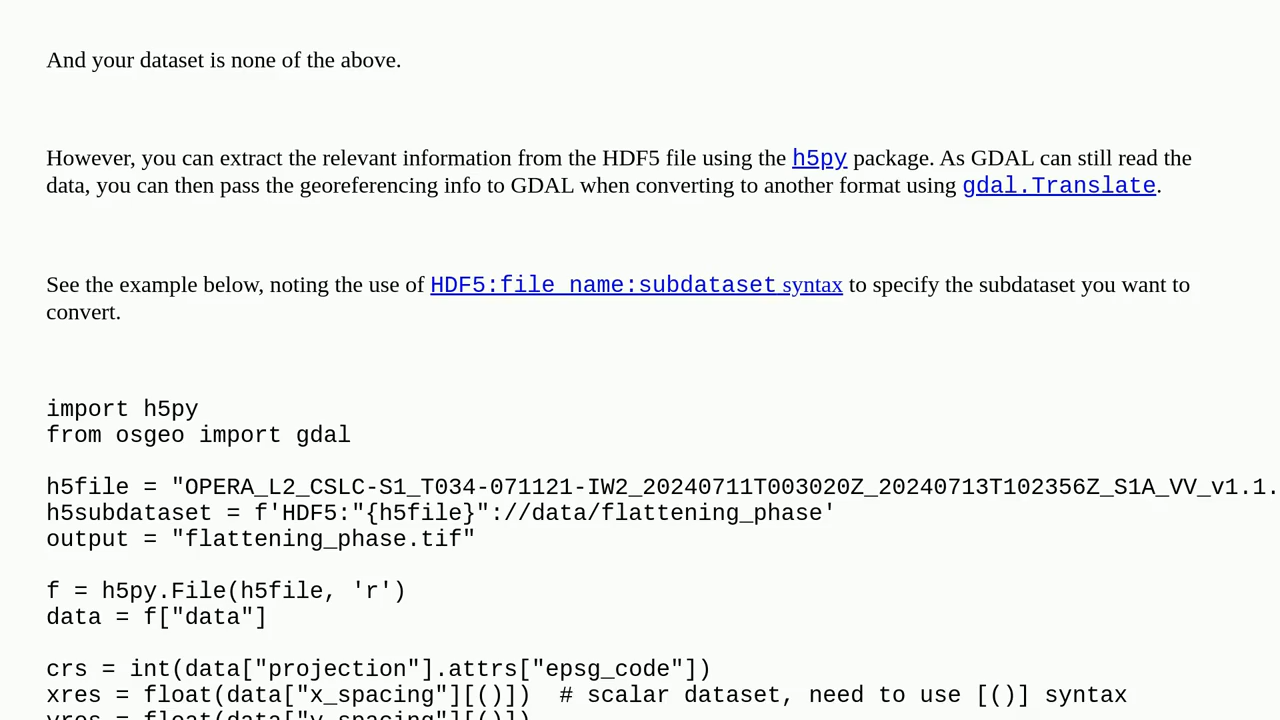 And your dataset is none of the above.
However, you can extract the relevant information from the HDF5 file using the h5py package. As GDAL can still read the
data, you can then pass the georeferencing info to GDAL when converting to another format using gdal.Translate.
See the example below, noting the use of HDF5:file_name:subdataset syntax to specify the subdataset you want to
convert.
import h5py
from osgeo import gdal
h5file = "OPERA_L2_CSLC-S1_T034-071121-IW2_20240711T003020Z_20240713T102356Z_S1A_VV_v1.1.
h5subdataset = f'HDF5:"{h5file}"://data/flattening_phase'
output = "flattening_phase.tif"
f = h5py.File(h5file, 'r')
data = f["data"]
crs = int(data["projection"].attrs["epsg_code"])
xres = float(data["x_spacing"][()])  # scalar dataset, need to use [()] syntax
yres = float(data["y_spacing"][()])